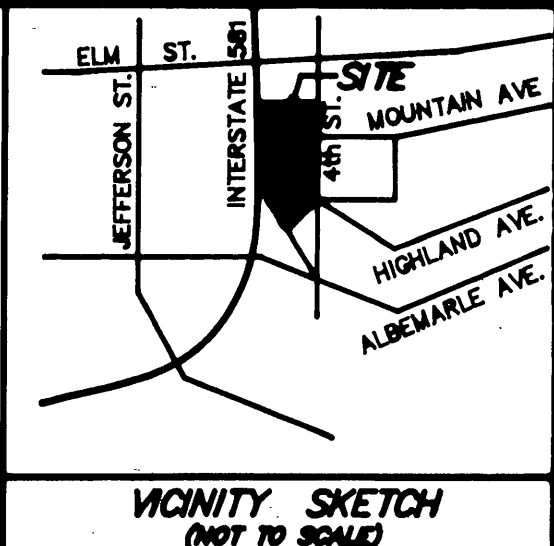 ELM ST.
INTERSTATE 581
JEFFERSON ST.
SITE
4th ST.
MOUNTAIN AVE
HIGHLAND AVE.
ALBEMARLE AVE.
VICINITY SKETCH
(NOT TO SCALE)